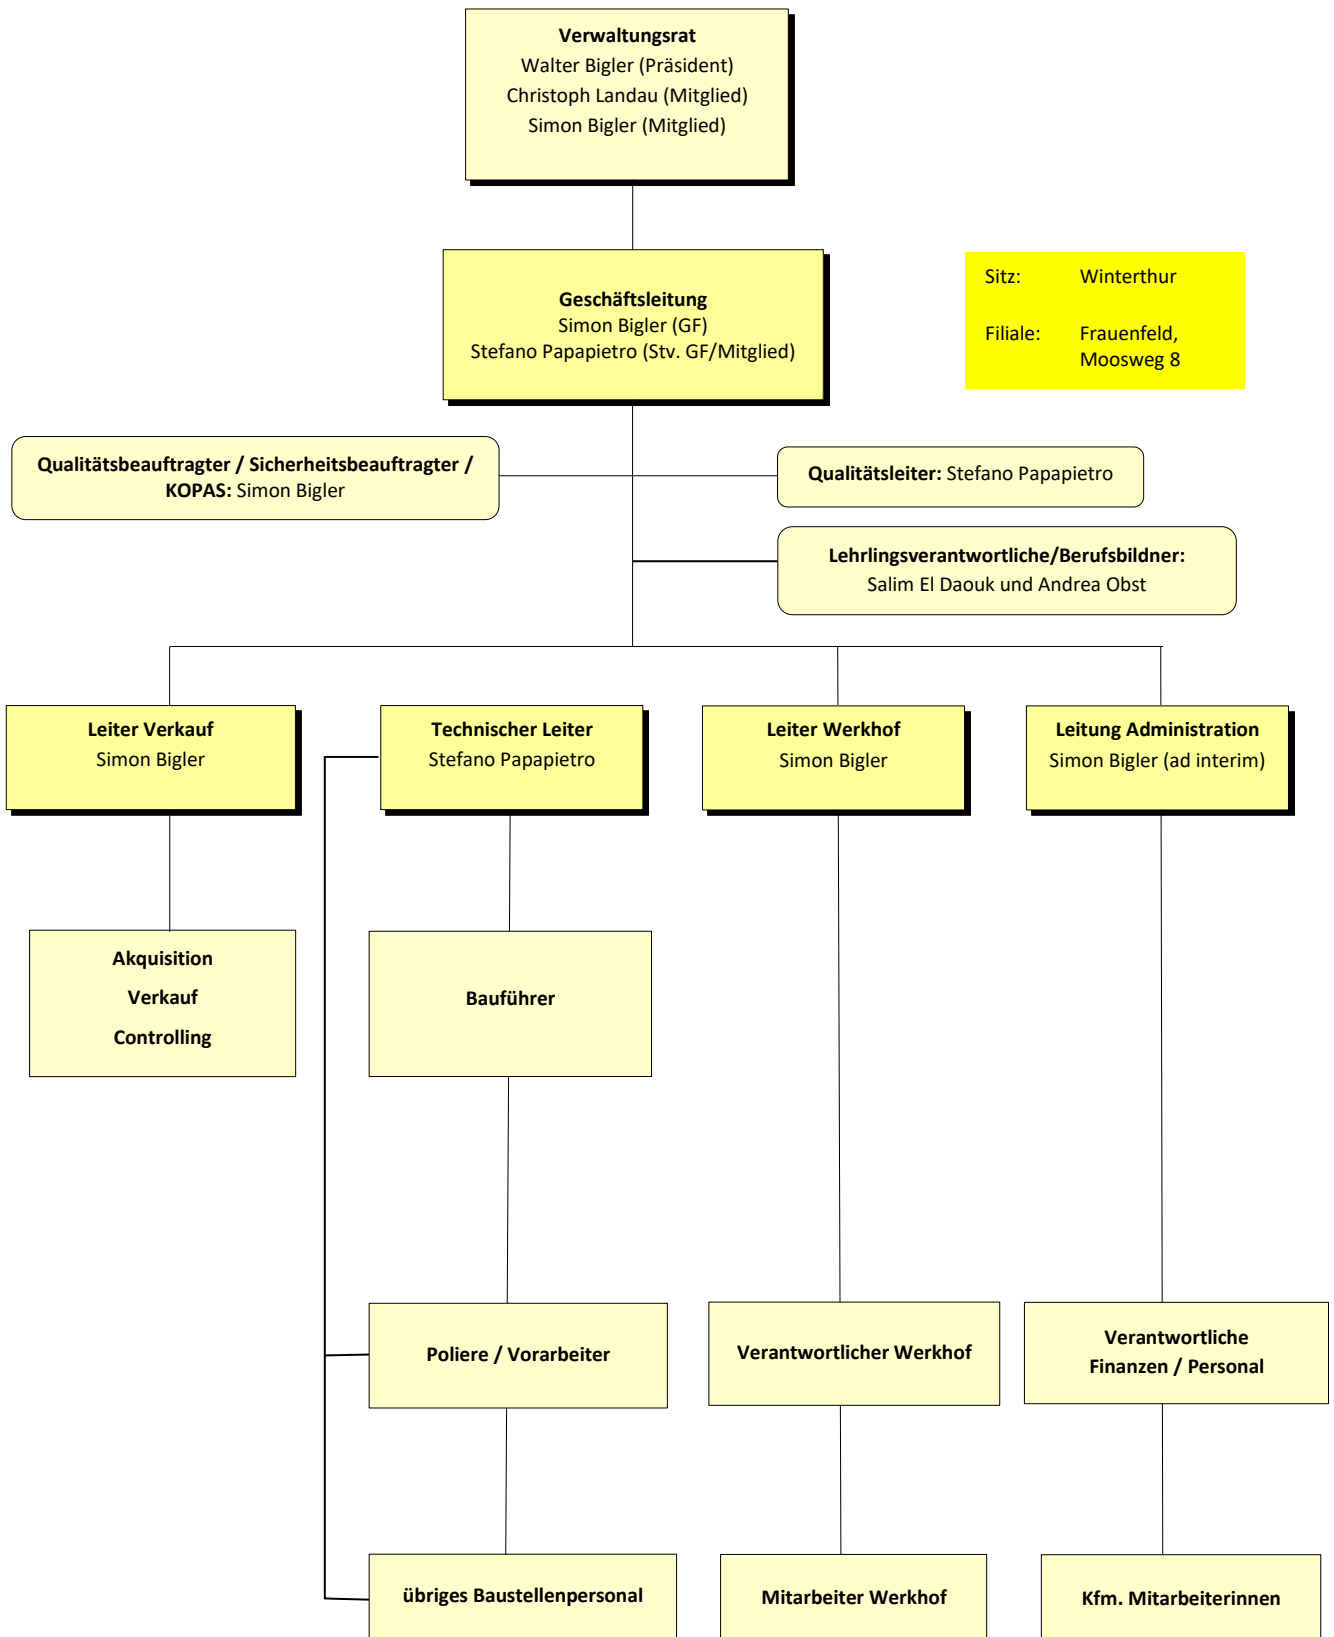 Verwaltungsrat
Walter Bigler (Präsident)
Christoph Landau (Mitglied)
Simon Bigler (Mitglied)
Geschäftsleitung
Simon Bigler (GF)
Stefano Papapietro (Stv. GF/Mitglied)
Sitz: Winterthur
Filiale: Frauenfeld,
Moosweg 8
Qualitätsbeauftragter / Sicherheitsbeauftragter /
KOPAS: Simon Bigler
Qualitätsleiter: Stefano Papapietro
Lehrlingsverantwortliche/Berufsbildner:
Salim El Daouk und Andrea Obst
Leiter Verkauf
Simon Bigler
Technischer Leiter
Stefano Papapietro
Leiter Werkhof
Simon Bigler
Leitung Administration
Simon Bigler (ad interim)
Akquisition
Verkauf
Controlling
Bauführer
Poliere / Vorarbeiter
Verantwortlicher Werkhof
Verantwortliche
Finanzen / Personal
übriges Baustellenpersonal
Mitarbeiter Werkhof
Kfm. Mitarbeiterinnen